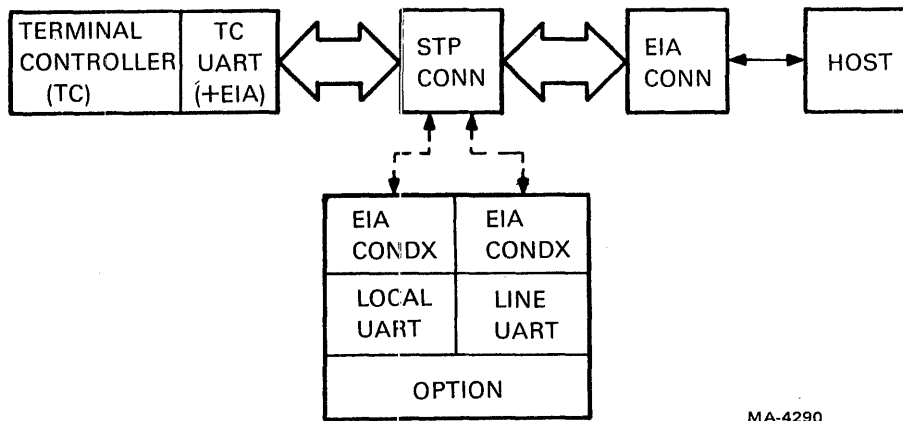 TERMINAL
CONTROLLER
(TC)
TC
UART
(+EIA)
STP
CONN
EIA
CONN
HOST
EIA
CONDX
EIA
CONDX
LOCAL
UART
LINE
UART
OPTION
MA-4290